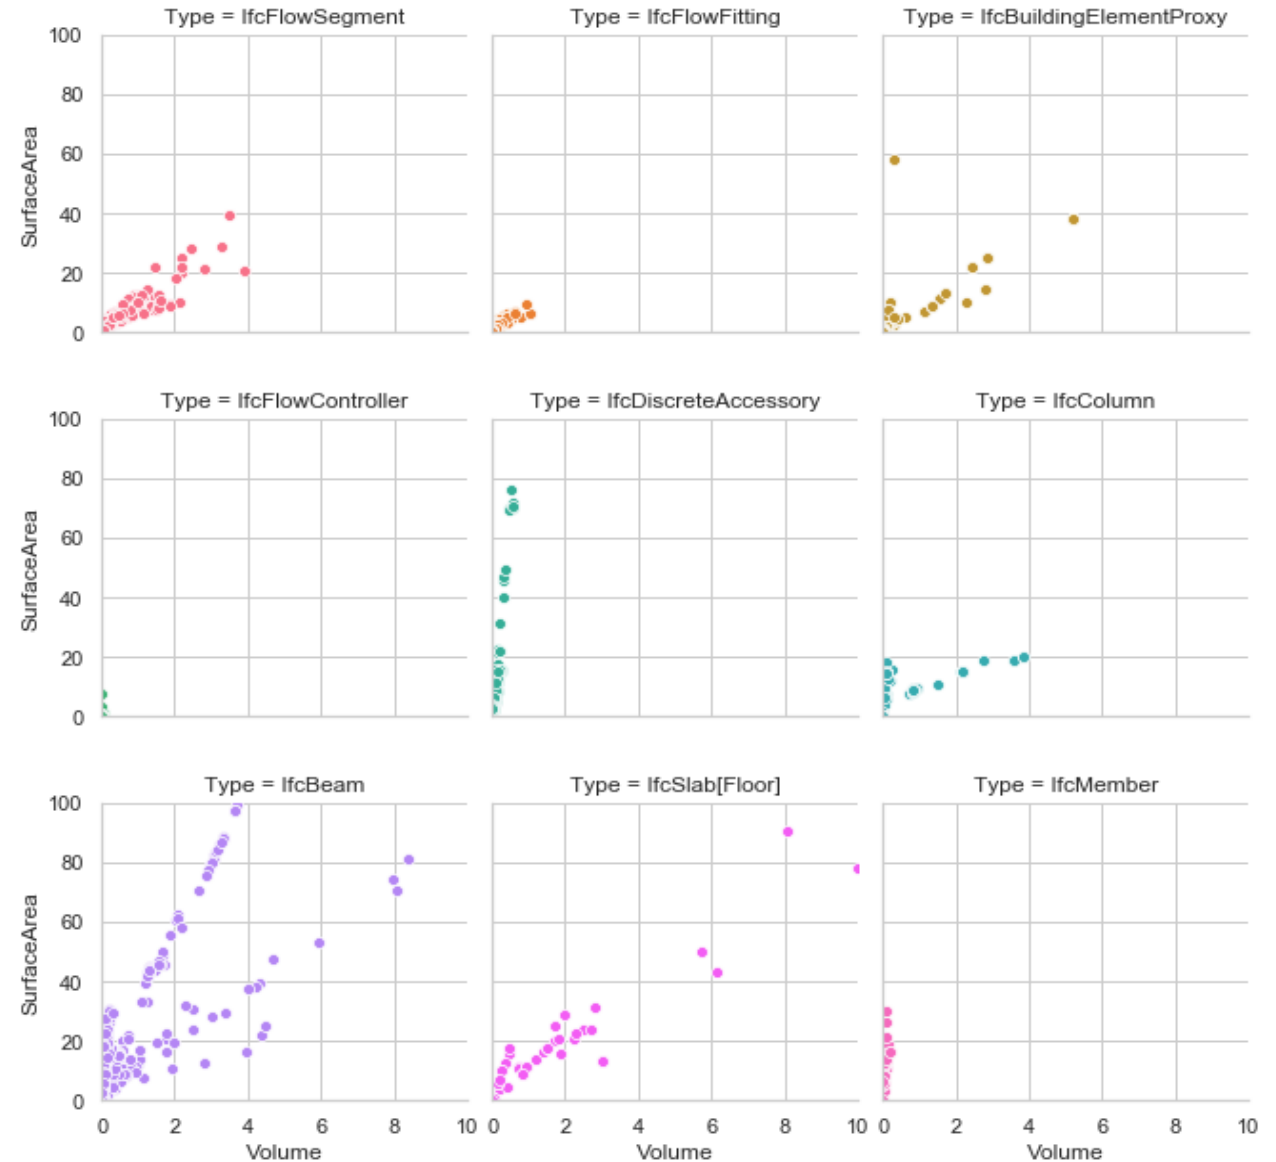 Type = IfcFlowSegment
Type = IfcFlowFitting
Type = IfcBuildingElementProxy
100
80
60
40
20
0
SurfaceArea
Type = IfcFlowController
Type = IfcDiscreteAccessory
Type = IfcColumn
100
80
60
40
20
0
SurfaceArea
Type = IfcBeam
Type = IfcSlab[Floor]
Type = IfcMember
100
80
60
40
20
0
SurfaceArea
0 2 4 6 8 10
Volume
0 2 4 6 8 10
Volume
0 2 4 6 8 10
Volume